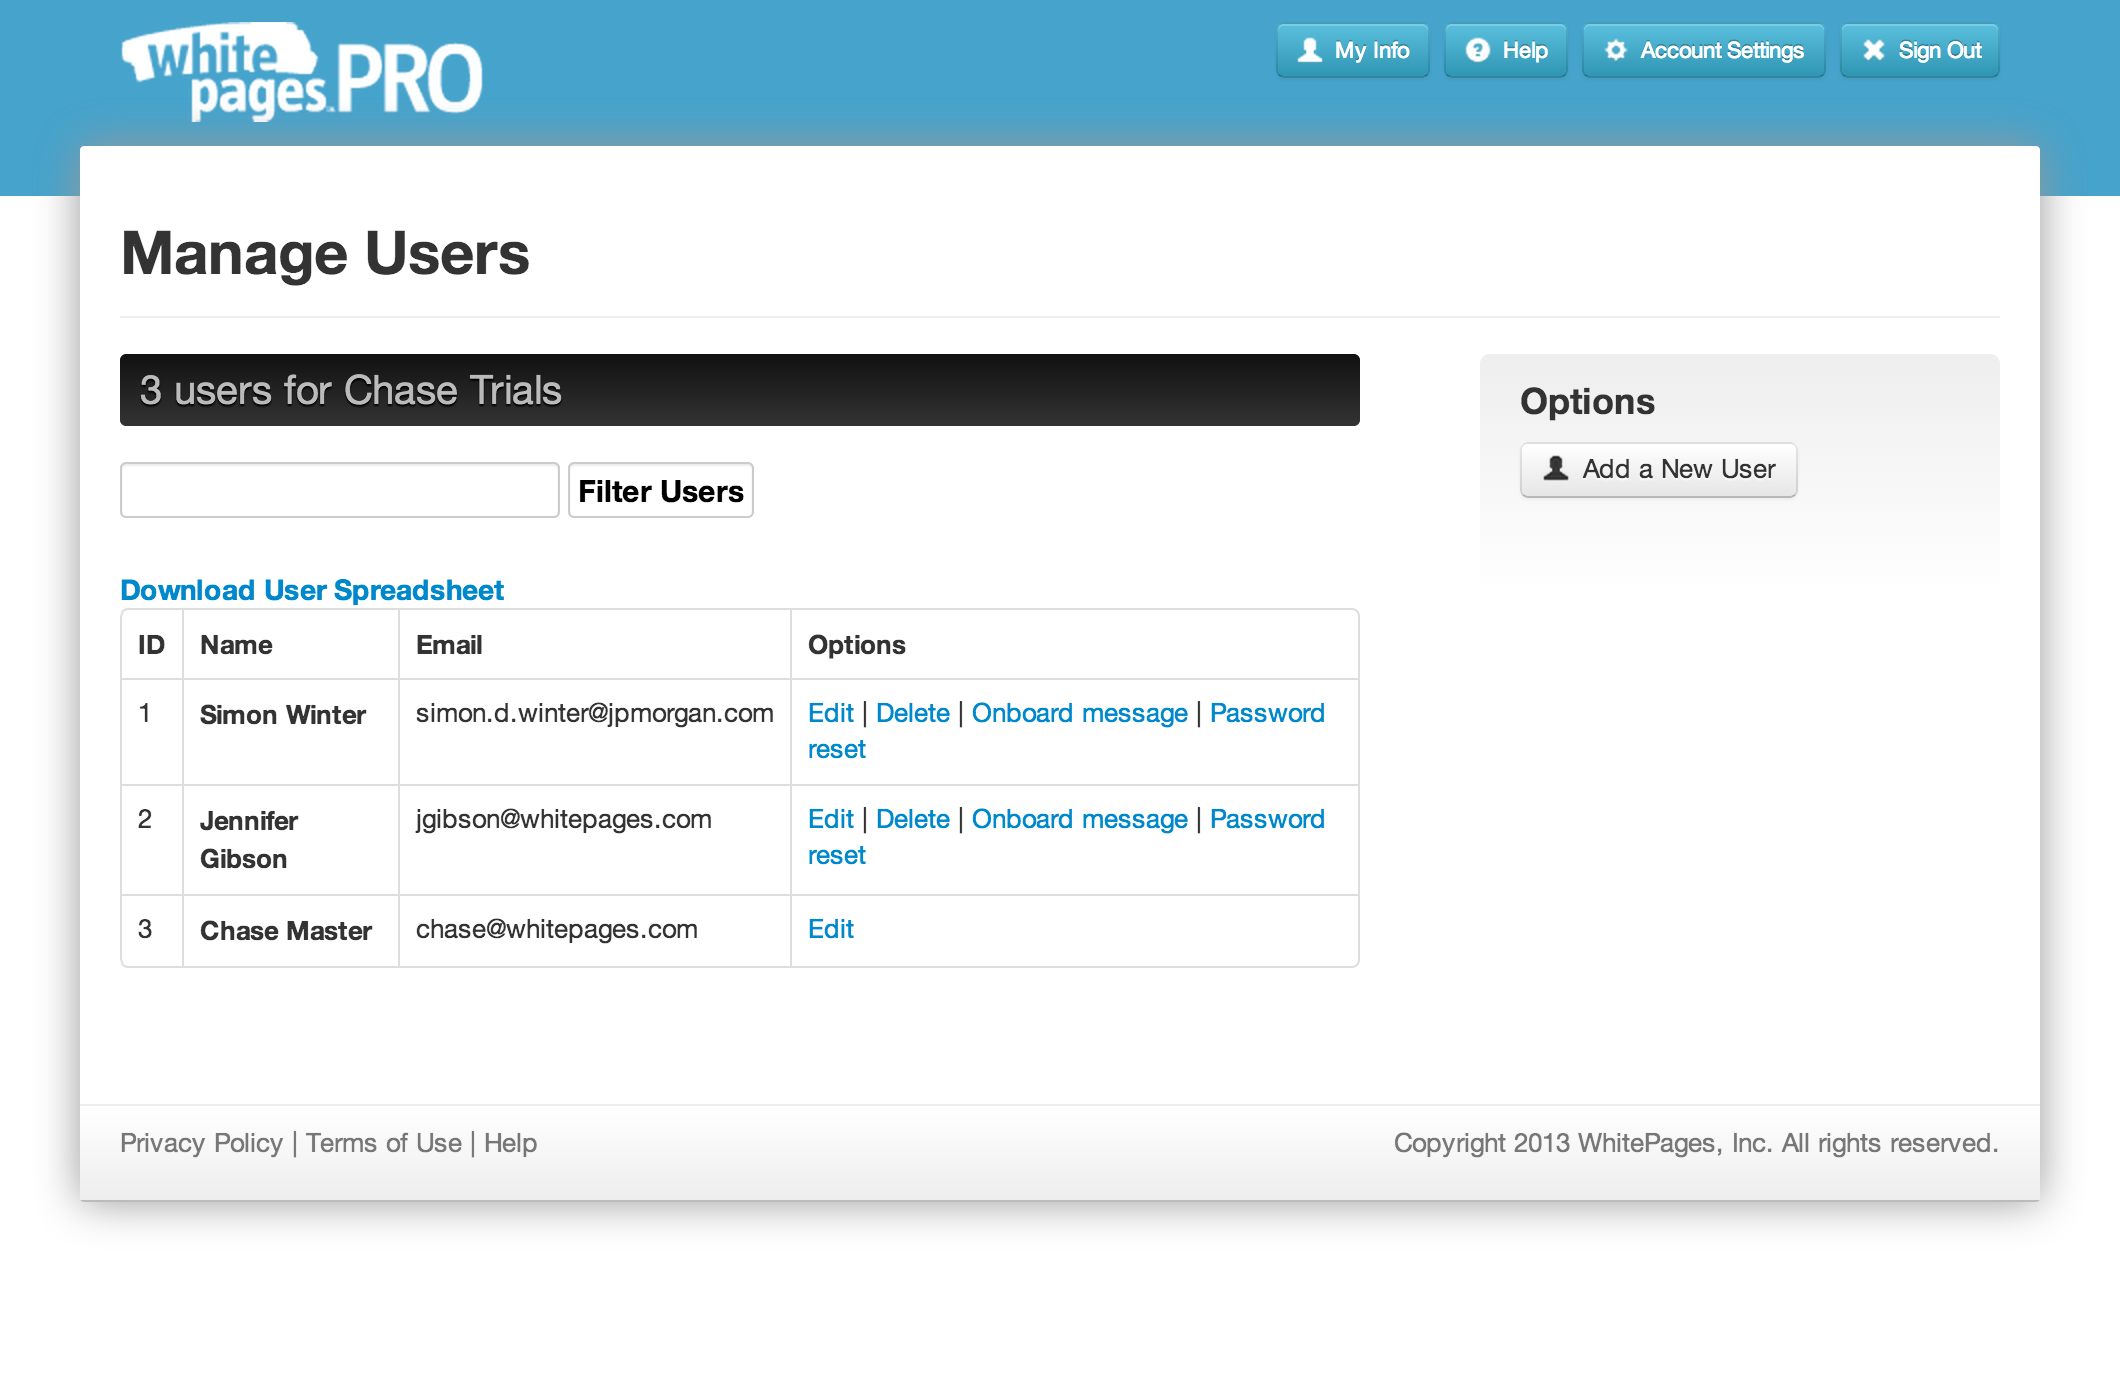 white pages™ PRO
My Info Help Account Settings Sign Out
Manage Users
3 users for Chase Trials
Options
Add a New User
Filter Users
Download User Spreadsheet
ID Name Email Options
1 Simon Winter simon.d.winter@jpmorgan.com Edit | Delete | Onboard message | Password
reset
2 Jennifer Gibson jgibson@whitepages.com Edit | Delete | Onboard message | Password
reset
3 Chase Master chase@whitepages.com Edit
Privacy Policy | Terms of Use | Help
Copyright 2013 WhitePages, Inc. All rights reserved.